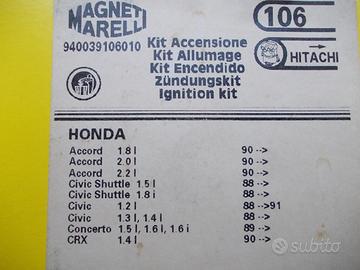 MAGNETI
MARELLI
940039106010
Kit Accensione
Kit Allumage
Kit Encendido
Zündungskit
Ignition kit
106
HITACHI
HONDA
Accord 1.8 l 90 -->
Accord 2.0 l 90 -->
Accord 2.2 l 90 -->
Civic Shuttle 1.5 l 88 -->
Civic Shuttle 1.8 i 88 -->
Civic 1.2 l 88 -->91
Civic 1.3 l, 1.4 l 88 -->
Concerto 1.5 l, 1.6 l, 1.6 i 89 -->
CRX 1.4 l 90 -->
subito